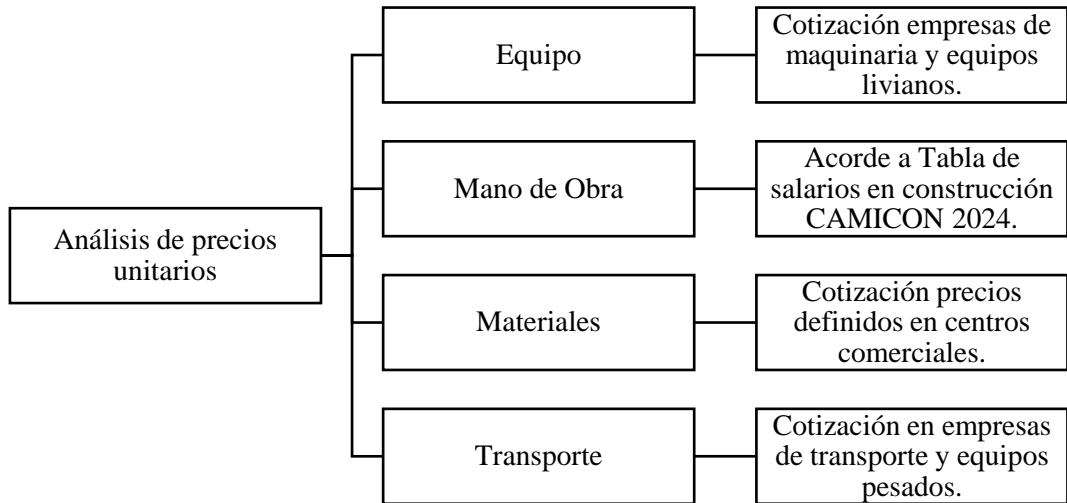 Análisis de precios
unitarios
Equipo
Cotización empresas de
maquinaria y equipos
livianos.
Mano de Obra
Acorde a Tabla de
salarios en construcción
CAMICON 2024.
Materiales
Cotización precios
definidos en centros
comerciales.
Transporte
Cotización en empresas
de transporte y equipos
pesados.